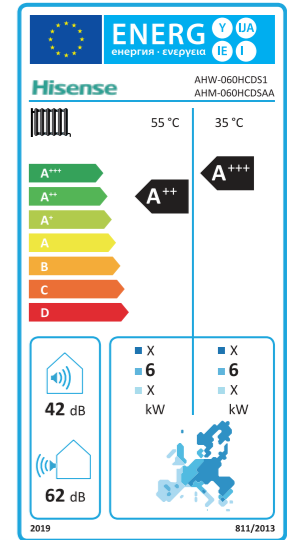 ENERG Y IJA
енергия · ενεργεια IE I
Hisense
AHW-060HCDS1
AHM-060HCDSAA
55 °C 35 °C
A+++
A++
A+
A
B
C
D
A++ A+++
X X
6 6
X X
kW kW
42 dB
62 dB
2019 811/2013